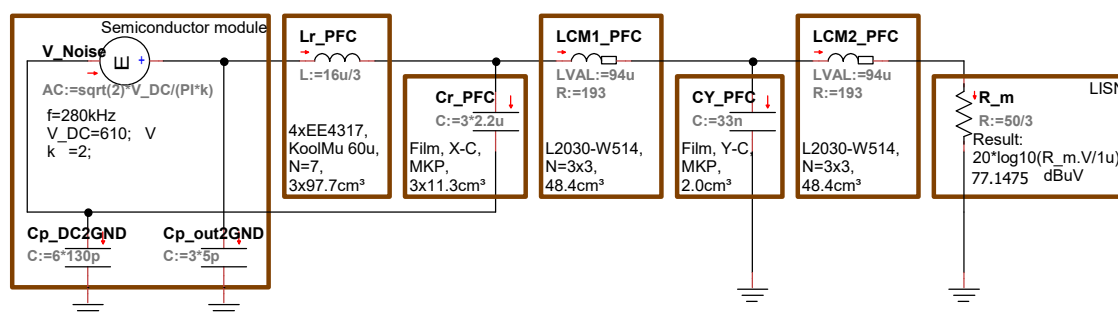 Semiconductor module
V_Noise
E
+
AC:=sqrt(2)*V_DC/(PI*k)
f=280kHz
V_DC=610; V
k =2;
Cp_DC2GND
C:=6*130p
Cp_out2GND
C:=3*5p
Lr_PFC
L:=16u/3
4xEE4317,
KoolMu 60u,
N=7,
3x97.7cm³
Cr_PFC
C:=3*2.2u
Film, X-C,
MKP,
3x11.3cm³
LCM1_PFC
LVAL:=94u
R:=193
L2030-W514,
N=3x3,
48.4cm³
CY_PFC
C:=33n
Film, Y-C,
MKP,
2.0cm³
LCM2_PFC
LVAL:=94u
R:=193
L2030-W514,
N=3x3,
48.4cm³
LISN
R_m
R:=50/3
Result:
20*log10(R_m.V/1u)
77.1475 dBuV